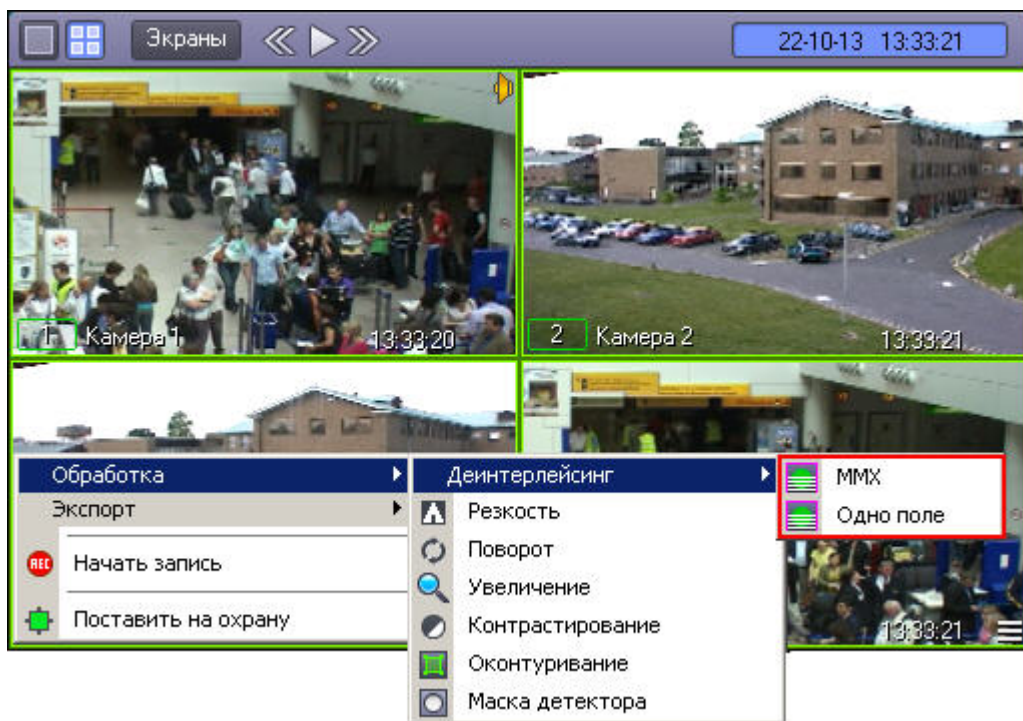 Экраны
22-10-13 13:33:21
1 Камера 1 13:33:20
2 Камера 2 13:33:21
Обработка
Экспорт
REC Начать запись
Поставить на охрану
Деинтерлейсинг
Резкость
Поворот
Увеличение
Контрастирование
Оконтуривание
Маска детектора
MMX
Одно поле
13:33:21